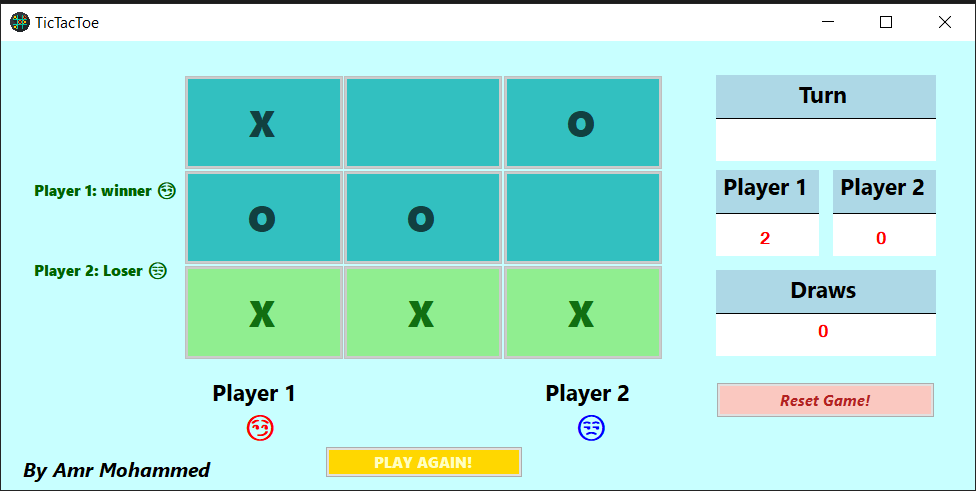 TicTacToe
X O
O O
X X X
Player 1: winner 😏
Player 2: Loser 😒
Turn
Player 1 Player 2
2 0
Draws
0
Reset Game!
Player 1 Player 2
😏 😒
PLAY AGAIN!
By Amr Mohammed